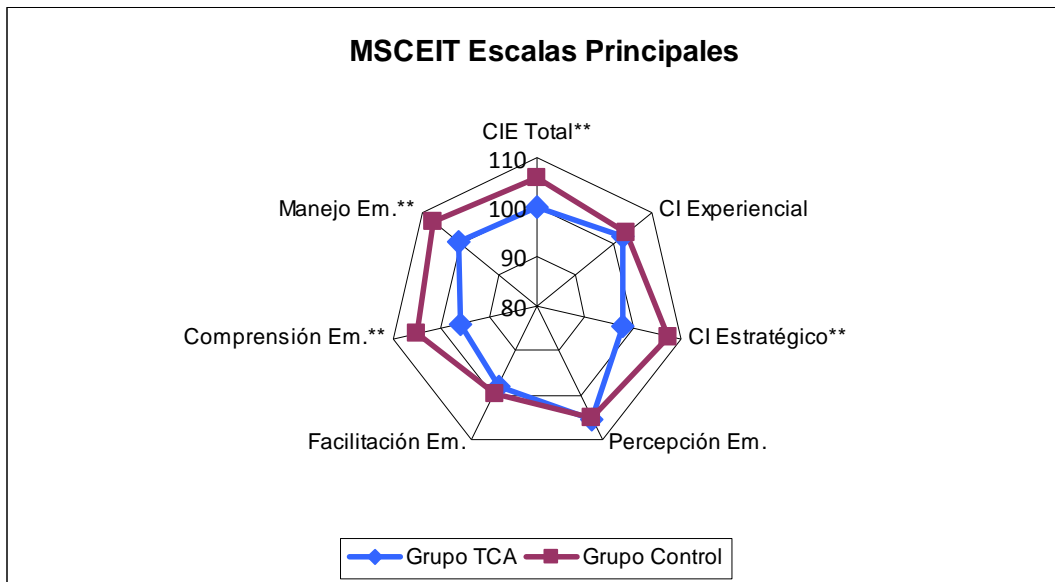 MSCEIT Escalas Principales
CIE Total**
110
Manejo Em.**
CI Experiencial
100
90
80
Comprensión Em.**
CI Estratégico**
Facilitación Em.
Percepción Em.
Grupo TCA
Grupo Control